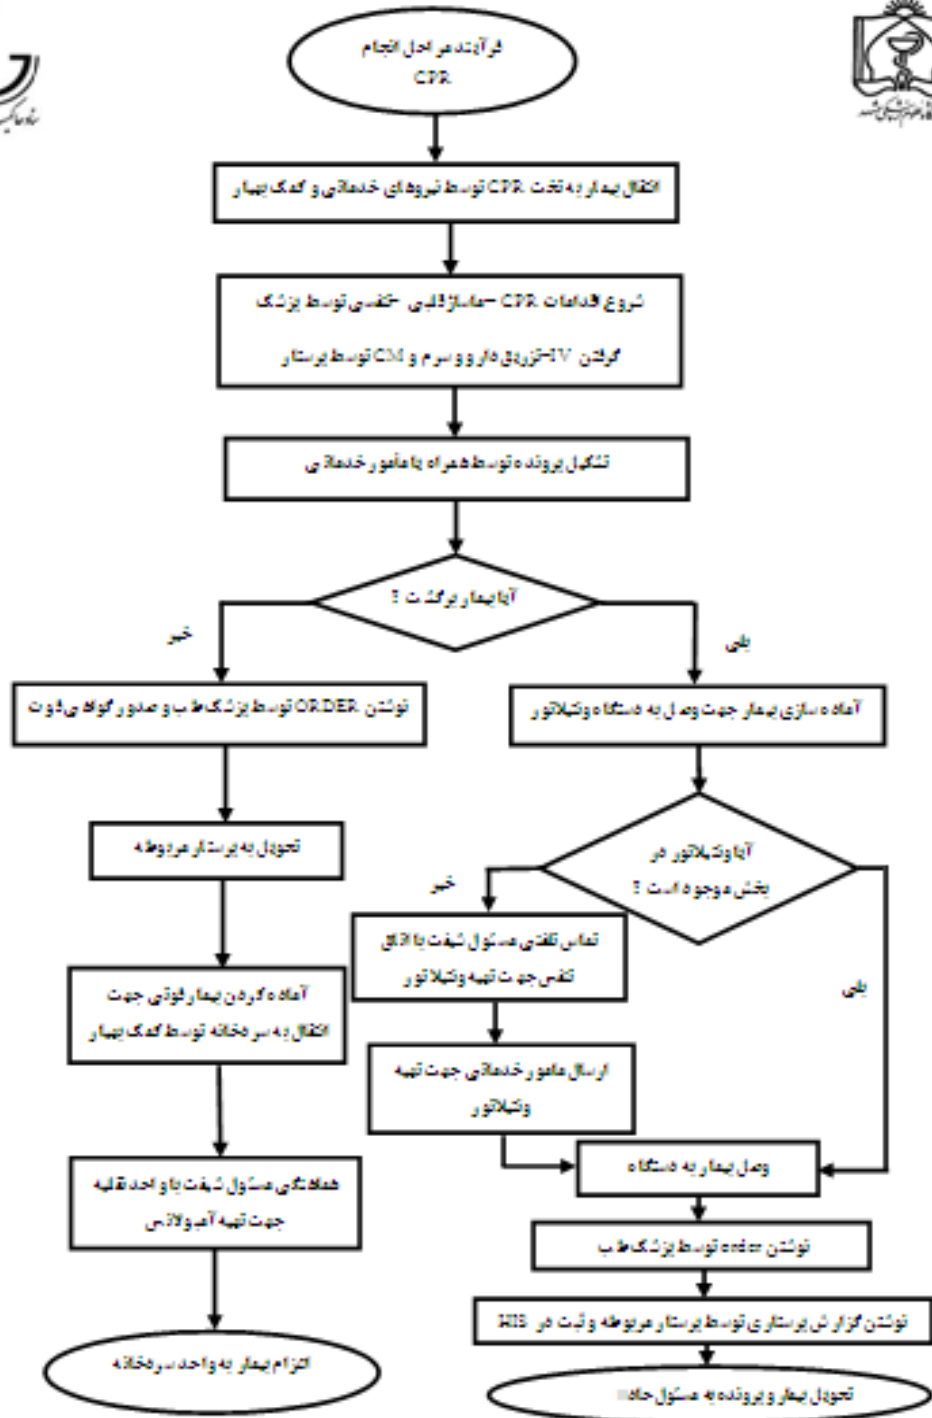 فرآیند مراحل انجام
CPR
انتقال بیمار به تخت CPR توسط نیروهای خدماتی و کمک بهیار
شروع اقدامات CPR -ماساژ قلبی -تنفسی توسط پزشک
گرفتن IV-تزریق دارو و سرم و CM توسط پرستار
تشکیل پرونده توسط همراه یا مأمور خدماتی
آیا بیمار برگشت ؟
خیر
بلی
نوشتن ORDER توسط پزشک طب و صدور گواهی فوت
آماده سازی بیمار جهت وصل به دستگاه ونتیلاتور
تحویل به پرستار مربوطه
آیا ونتیلاتور در
بخش موجود است ؟
خیر
بلی
تماس تلفنی مسئول شیفت با اتاق
تنفس جهت تهیه ونتیلاتور
آماده کردن بیمار فوتی جهت
انتقال به سردخانه توسط کمک بهیار
ارسال مامور خدماتی جهت تهیه
ونتیلاتور
وصل بیمار به دستگاه
هماهنگی مسئول شیفت با واحد نقلیه
جهت تهیه آمبولانس
نوشتن order توسط پزشک طب
نوشتن گزارش پرستاری توسط پرستار مربوطه و ثبت در HIS
اعزام بیمار به واحد سردخانه
تحویل بیمار و پرونده به مسئول حاد